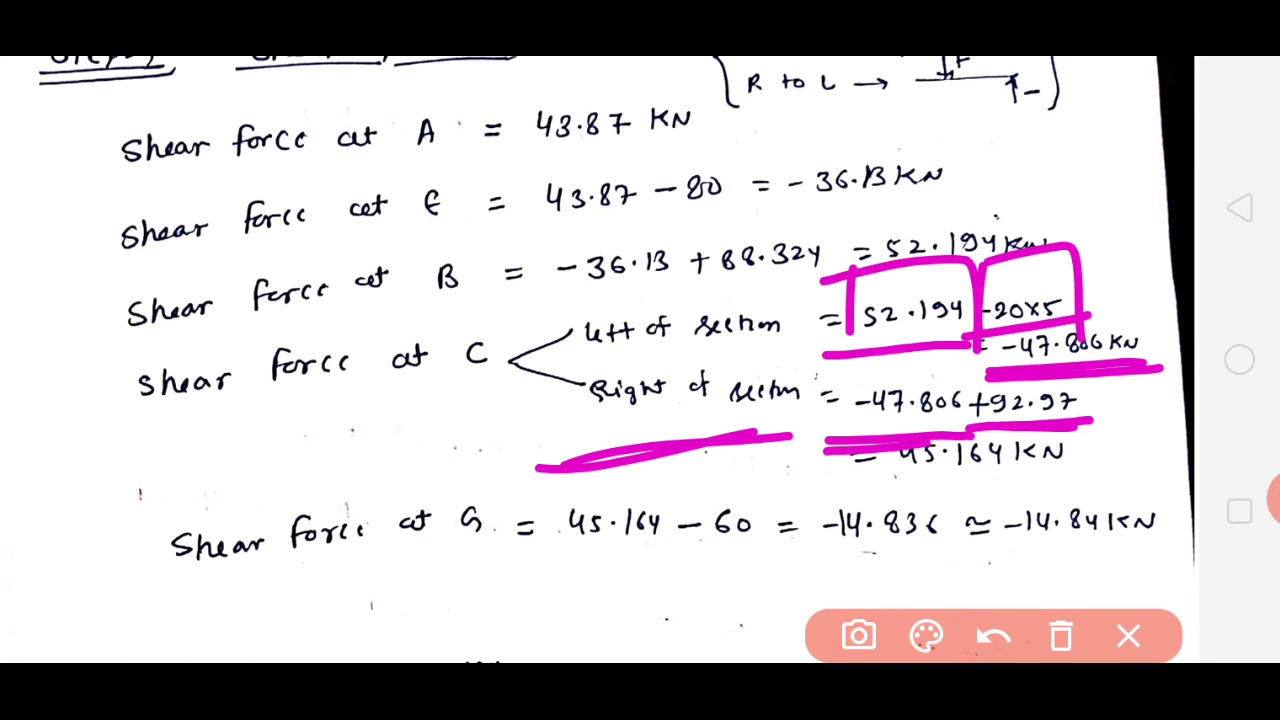 R to L →
Shear force at A = 43.87 KN
Shear force at E = 43.87 - 80 = - 36.13 KN
Shear force at B = - 36.13 + 88.324 = 52.194 KN
Shear force at C
left of section = 52.194 - 20x5
= -47.806 KN
Right of section = -47.806 + 92.97
= 45.164 KN
Shear force at G = 45.164 - 60 = -14.836 ≃ -14.84 KN